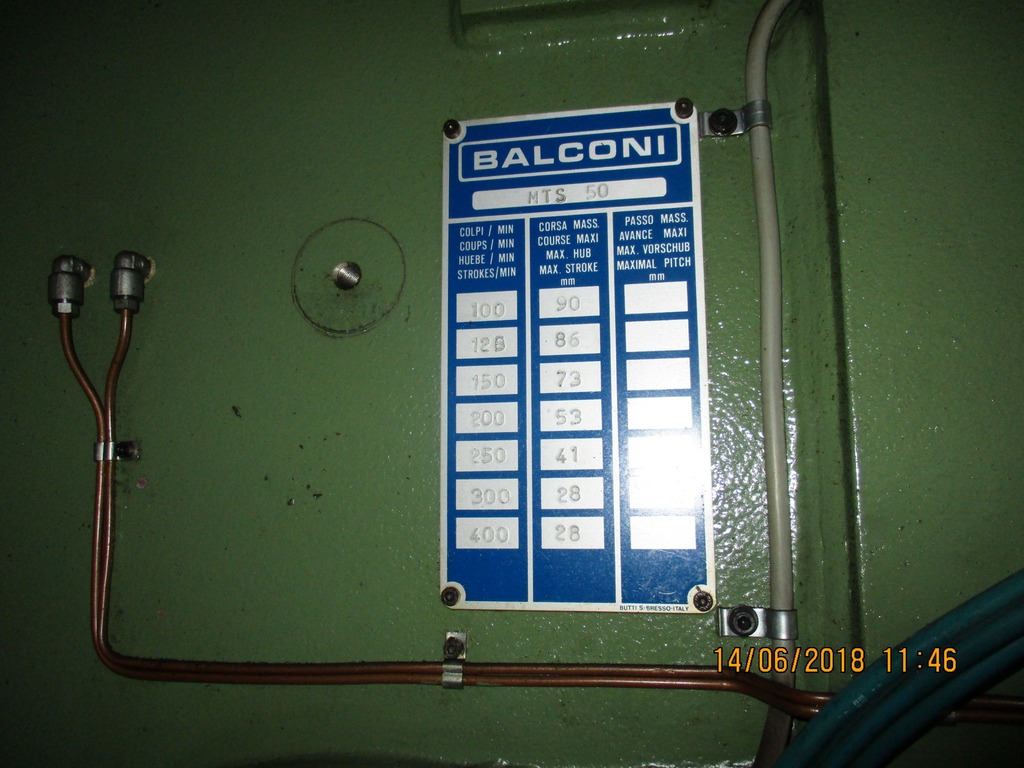 BALCONI
MTS 50
COLPI / MIN
COUPS / MIN
HUEBE / MIN
STROKES/MIN
CORSA MASS.
COURSE MAXI
MAX. HUB
MAX. STROKE
mm
PASSO MASS.
AVANCE MAXI
MAX. VORSCHUB
MAXIMAL PITCH
mm
100 90
86
150 73
200 53
250 41
300 28
400 28
BUTTI S. BRESSO-ITALY
14/06/2018 11:46